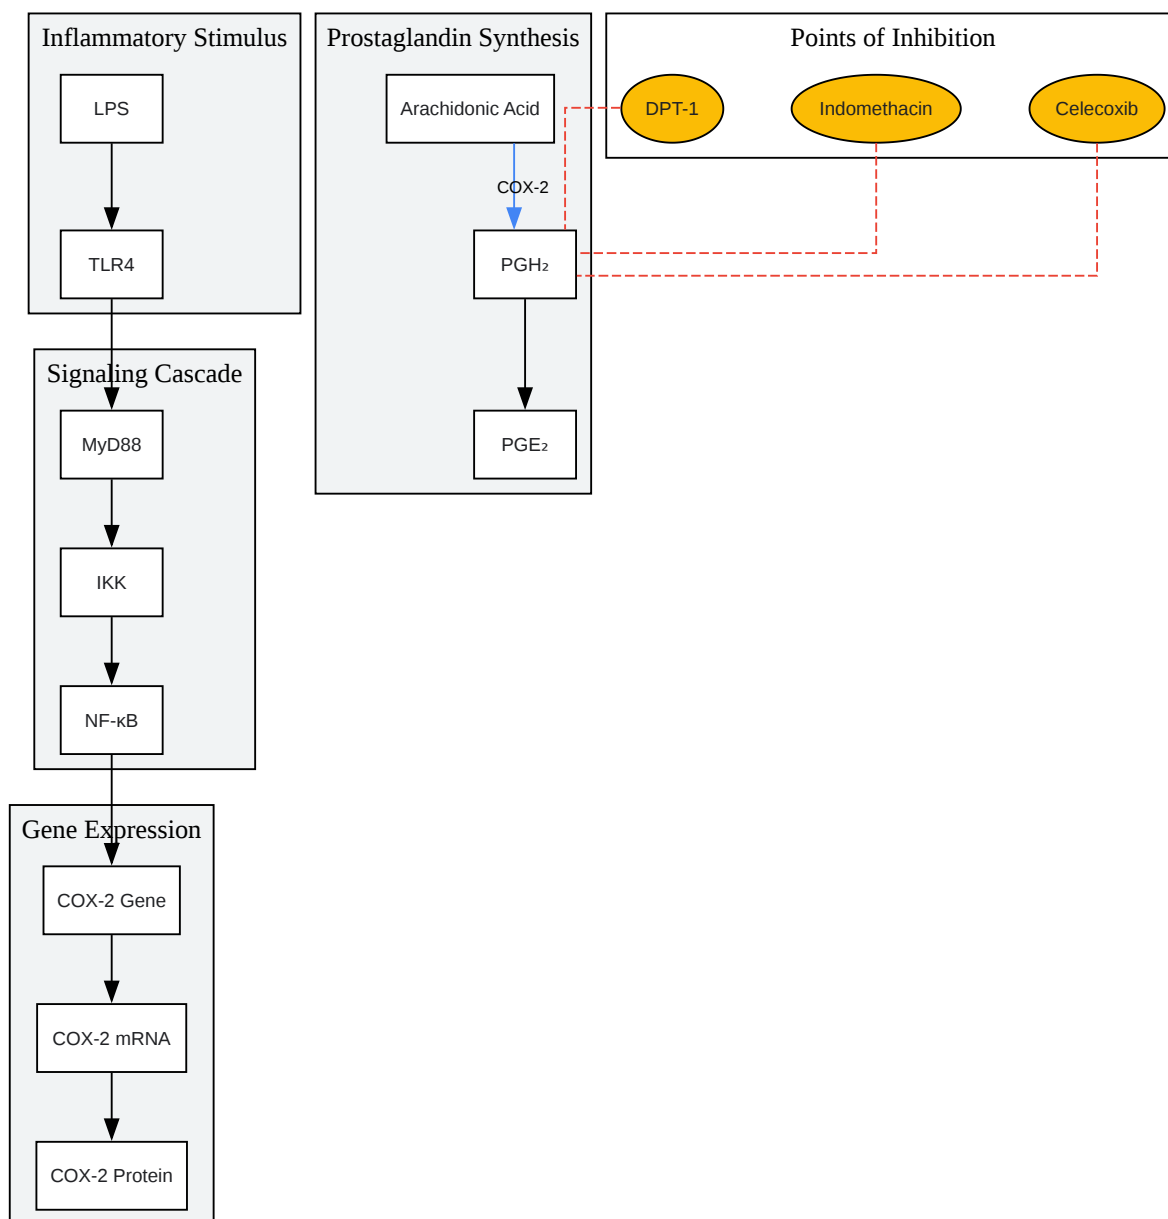 Inflammatory Stimulus
LPS
TLR4
Signaling Cascade
MyD88
IKK
NF-κB
Gene Expression
COX-2 Gene
COX-2 mRNA
COX-2 Protein
Prostaglandin Synthesis
Arachidonic Acid
COX-2
PGH₂
PGE₂
Points of Inhibition
DPT-1
Indomethacin
Celecoxib